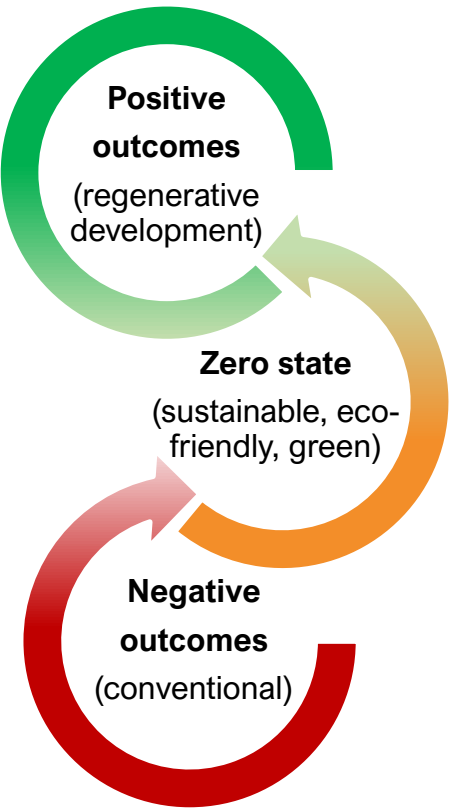 Positive
outcomes
(regenerative
development)
Zero state
(sustainable, eco-
friendly, green)
Negative
outcomes
(conventional)